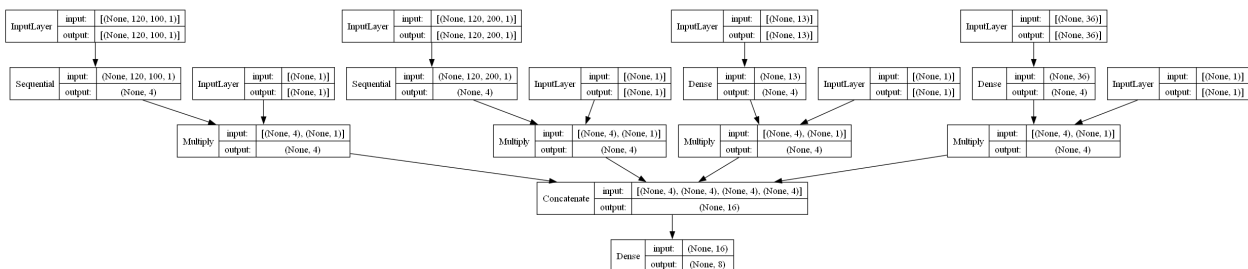 InputLayer input: [(None, 120, 100, 1)] output: [(None, 120, 100, 1)]
InputLayer input: [(None, 120, 200, 1)] output: [(None, 120, 200, 1)]
InputLayer input: [(None, 13)] output: [(None, 13)]
InputLayer input: [(None, 36)] output: [(None, 36)]
Sequential input: (None, 120, 100, 1) output: (None, 4)
InputLayer input: [(None, 1)] output: [(None, 1)]
Sequential input: (None, 120, 200, 1) output: (None, 4)
InputLayer input: [(None, 1)] output: [(None, 1)]
Dense input: (None, 13) output: (None, 4)
InputLayer input: [(None, 1)] output: [(None, 1)]
Dense input: (None, 36) output: (None, 4)
InputLayer input: [(None, 1)] output: [(None, 1)]
Multiply input: [(None, 4), (None, 1)] output: (None, 4)
Multiply input: [(None, 4), (None, 1)] output: (None, 4)
Multiply input: [(None, 4), (None, 1)] output: (None, 4)
Multiply input: [(None, 4), (None, 1)] output: (None, 4)
Concatenate input: [(None, 4), (None, 4), (None, 4), (None, 4)] output: (None, 16)
Dense input: (None, 16) output: (None, 8)